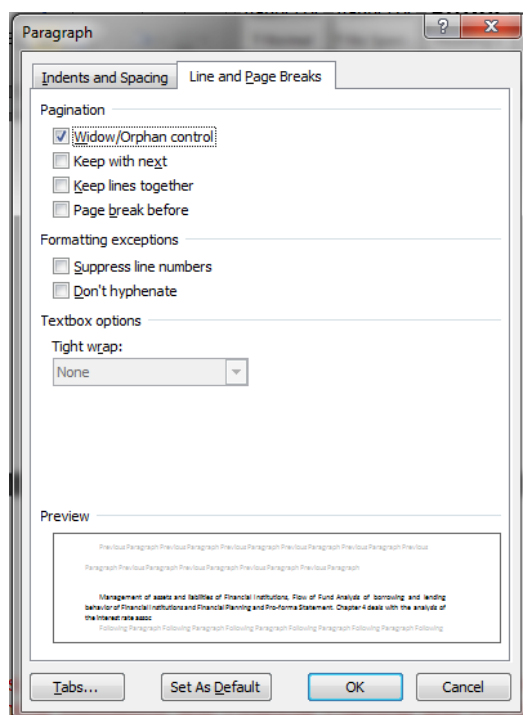 Paragraph
?
X
Indents and Spacing Line and Page Breaks
Pagination
Widow/Orphan control
Keep with next
Keep lines together
Page break before
Formatting exceptions
Suppress line numbers
Don't hyphenate
Textbox options
Tight wrap:
None
Preview
Previous Paragraph Previous Paragraph Previous Paragraph Previous Paragraph Previous Paragraph Previous
Paragraph Previous Paragraph Previous Paragraph Previous Paragraph Previous Paragraph
Management of assets and liabilities of Financial Institutions, Flow of Fund Analysis of borrowing and lending
behavior of Financial Institutions and Financial Planning and Pro-forma Statement. Chapter 4 deals with the analysis of
the interest rate assoc
Following Paragraph Following Paragraph Following Paragraph Following Paragraph Following Paragraph Following
Tabs... Set As Default OK Cancel